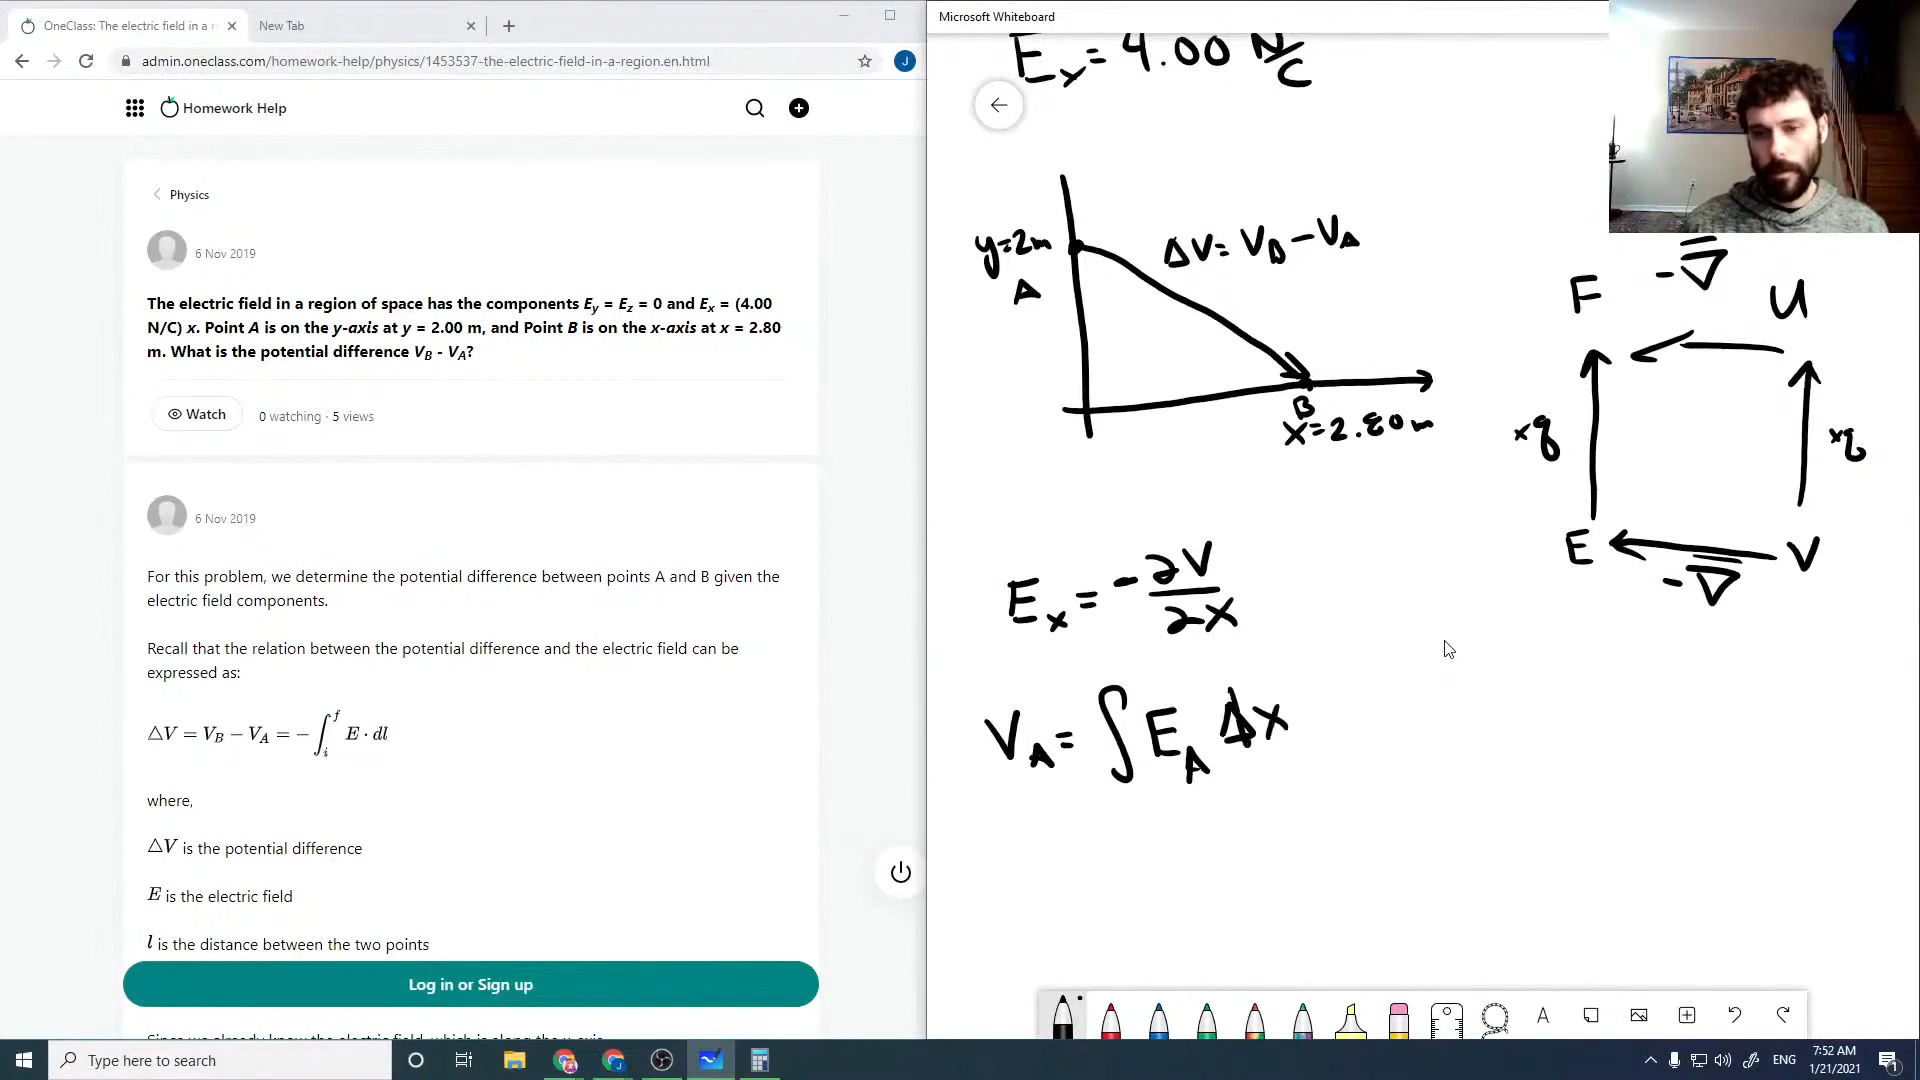 OneClass: The electric field in a r
New Tab
admin.oneclass.com/homework-help/physics/1453537-the-electric-field-in-a-region.en.html
J
Homework Help
Physics
6 Nov 2019
The electric field in a region of space has the components Ey = Ez = 0 and Ex = (4.00
N/C) x. Point A is on the y-axis at y = 2.00 m, and Point B is on the x-axis at x = 2.80
m. What is the potential difference VB - VA?
Watch
0 watching · 5 views
6 Nov 2019
For this problem, we determine the potential difference between points A and B given the
electric field components.
Recall that the relation between the potential difference and the electric field can be
expressed as:
△V = VB − VA = − ∫_i^f E · dl
where,
△V is the potential difference
E is the electric field
l is the distance between the two points
Log in or Sign up
Microsoft Whiteboard
Ex = 4.00 N/C
y=2m
A
ΔV = VB − VA
B
x=2.80m
−∇
F
U
×q
×q
E
V
−∇
Ex = − ∂V/∂x
VA = ∫ EA Δx
A
Type here to search
J
ENG
7:52 AM
1/21/2021
1